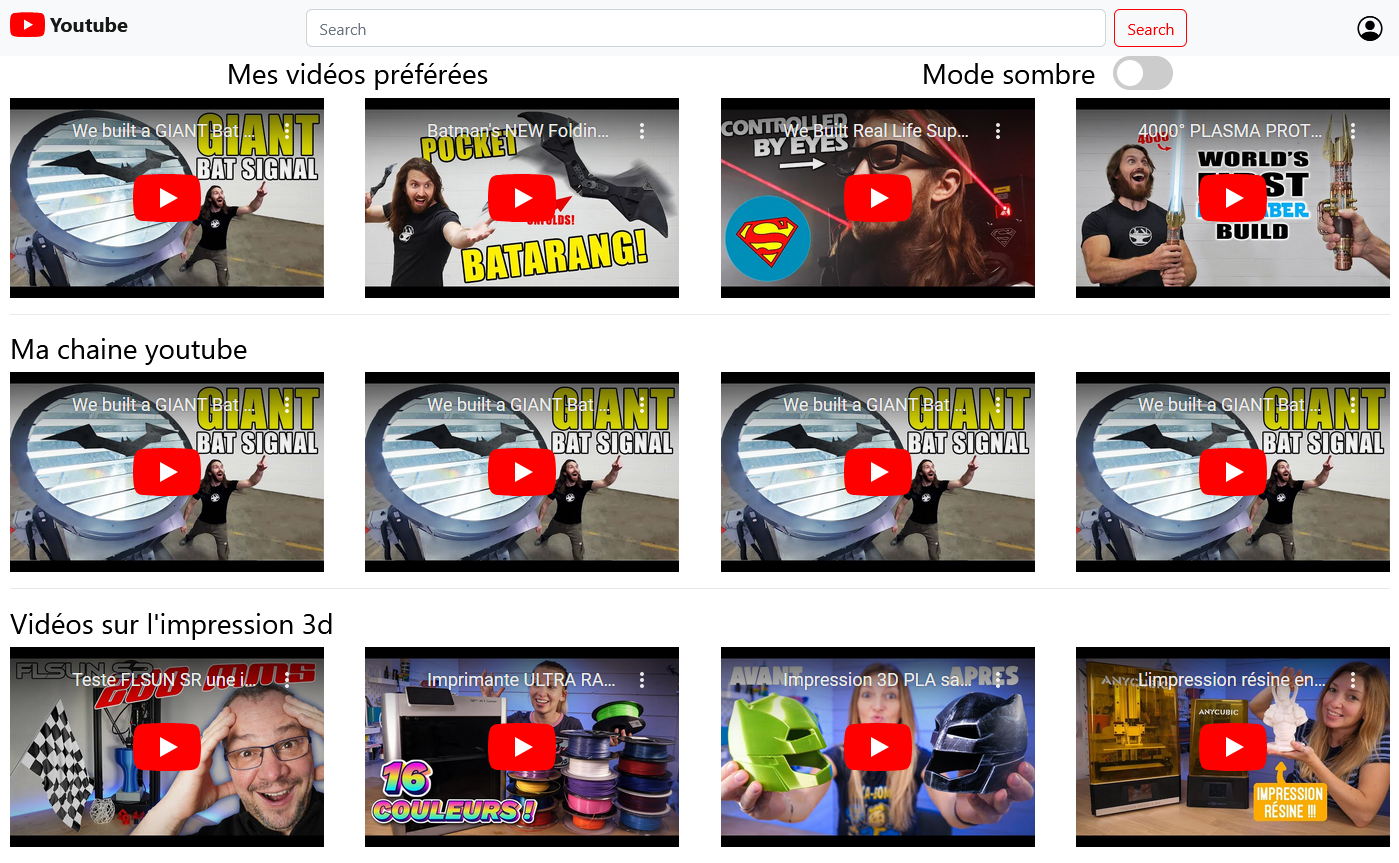 Youtube
Search
Search
Mes vidéos préférées
Mode sombre
We built a GIANT Bat ...
GIANT
BAT SIGNAL
Batman's NEW Foldin...
POCKET
UNFOLDS!
BATARANG!
We Built Real Life Sup...
CONTROLLED
BY EYES
4000° PLASMA PROT...
4000
WORLD'S
FIRST
BUILD
Ma chaine youtube
We built a GIANT Bat ...
GIANT
BAT SIGNAL
We built a GIANT Bat ...
GIANT
BAT SIGNAL
We built a GIANT Bat ...
GIANT
BAT SIGNAL
We built a GIANT Bat ...
GIANT
BAT SIGNAL
Vidéos sur l'impression 3d
Teste FLSUN SR une i...
FLSUN SR
200 MMS
Imprimante ULTRA RA...
16
COULEURS !
Impression 3D PLA sa...
AVANT
APRES
L'impression résine en...
ANYCUBIC
IMPRESSION
RÉSINE !!!